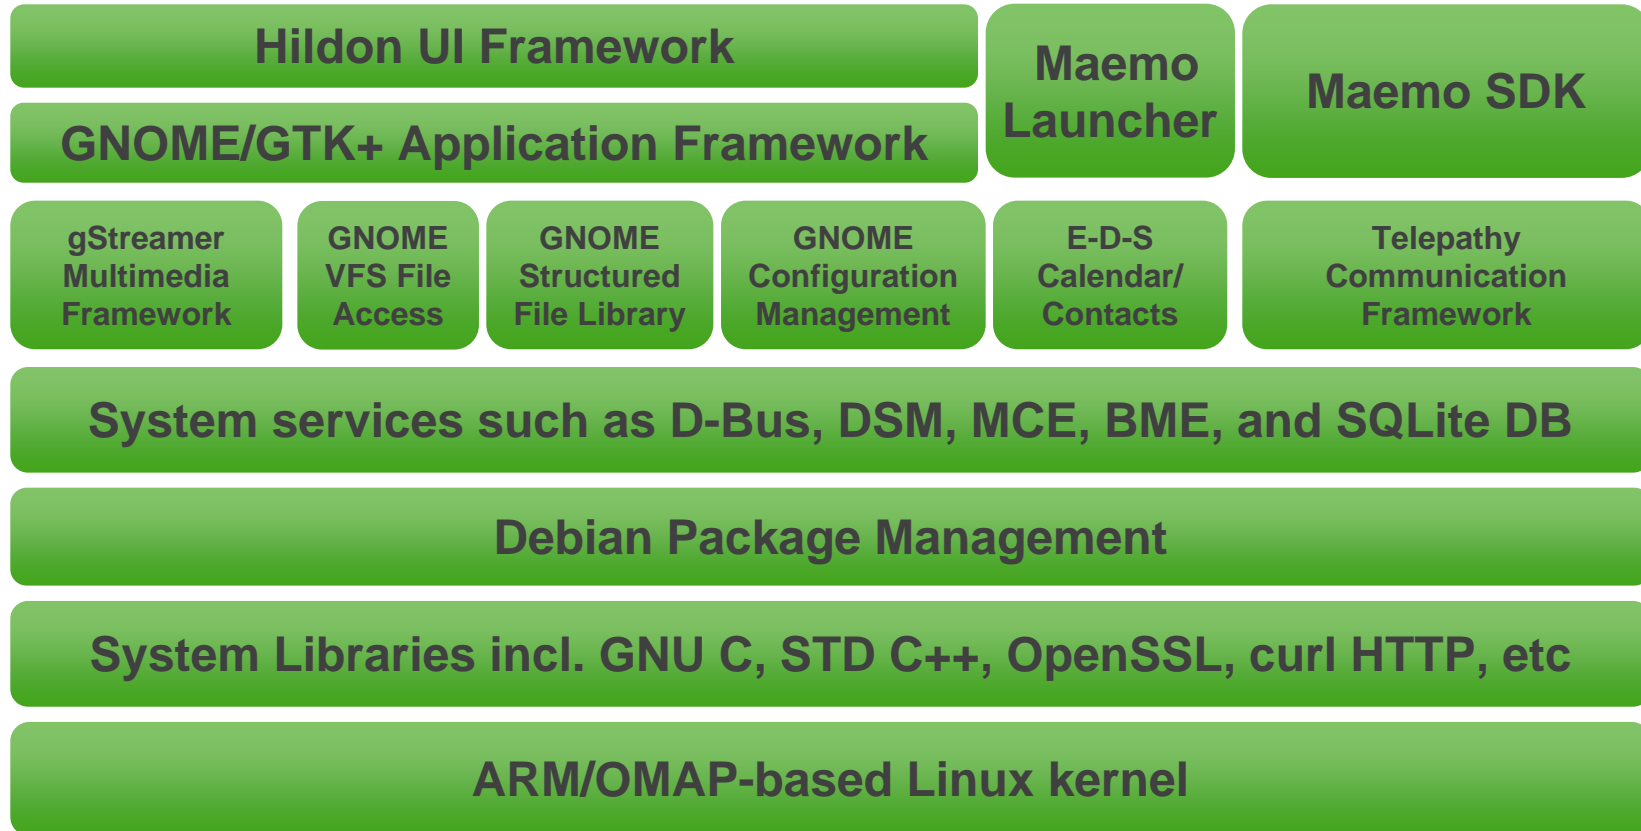 Hildon UI Framework
GNOME/GTK+ Application Framework
Maemo
Launcher
Maemo SDK
gStreamer
Multimedia
Framework
GNOME
VFS File
Access
GNOME
Structured
File Library
GNOME
Configuration
Management
E-D-S
Calendar/
Contacts
Telepathy
Communication
Framework
System services such as D-Bus, DSM, MCE, BME, and SQLite DB
Debian Package Management
System Libraries incl. GNU C, STD C++, OpenSSL, curl HTTP, etc
ARM/OMAP-based Linux kernel